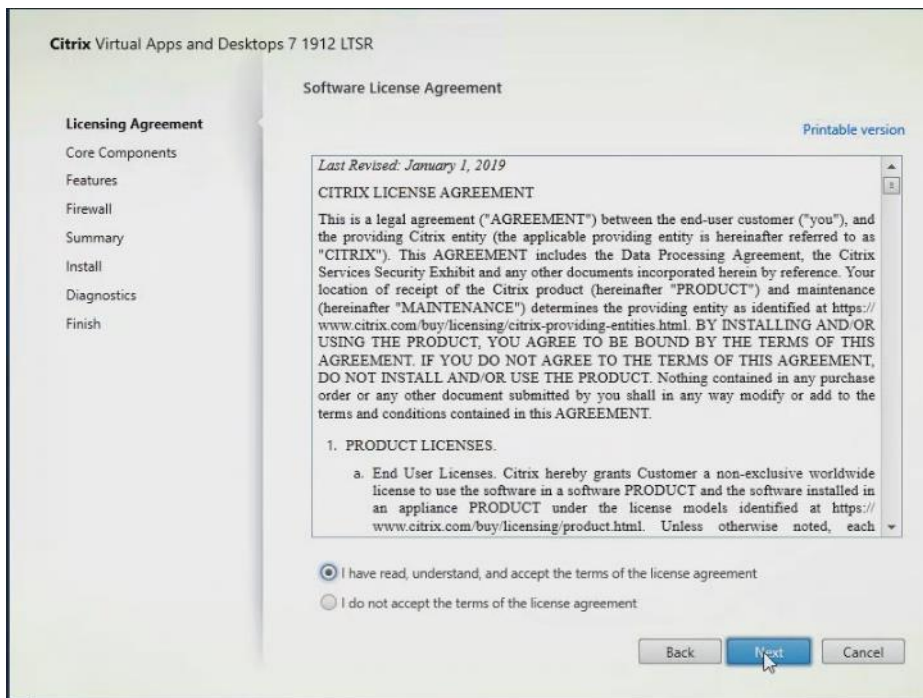 Citrix Virtual Apps and Desktops 7 1912 LTSR
Software License Agreement
Licensing Agreement
Core Components
Features
Firewall
Summary
Install
Diagnostics
Finish
Printable version
Last Revised: January 1, 2019
CITRIX LICENSE AGREEMENT
This is a legal agreement ("AGREEMENT") between the end-user customer ("you"), and
the providing Citrix entity (the applicable providing entity is hereinafter referred to as
"CITRIX"). This AGREEMENT includes the Data Processing Agreement, the Citrix
Services Security Exhibit and any other documents incorporated herein by reference. Your
location of receipt of the Citrix product (hereinafter "PRODUCT") and maintenance
(hereinafter "MAINTENANCE") determines the providing entity as identified at https://
www.citrix.com/buy/licensing/citrix-providing-entities.html. BY INSTALLING AND/OR
USING THE PRODUCT, YOU AGREE TO BE BOUND BY THE TERMS OF THIS
AGREEMENT. IF YOU DO NOT AGREE TO THE TERMS OF THIS AGREEMENT,
DO NOT INSTALL AND/OR USE THE PRODUCT. Nothing contained in any purchase
order or any other document submitted by you shall in any way modify or add to the
terms and conditions contained in this AGREEMENT.
1. PRODUCT LICENSES.
a. End User Licenses. Citrix hereby grants Customer a non-exclusive worldwide
license to use the software in a software PRODUCT and the software installed in
an appliance PRODUCT under the license models identified at https://
www.citrix.com/buy/licensing/product.html. Unless otherwise noted, each
I have read, understand, and accept the terms of the license agreement
I do not accept the terms of the license agreement
Back
Next
Cancel